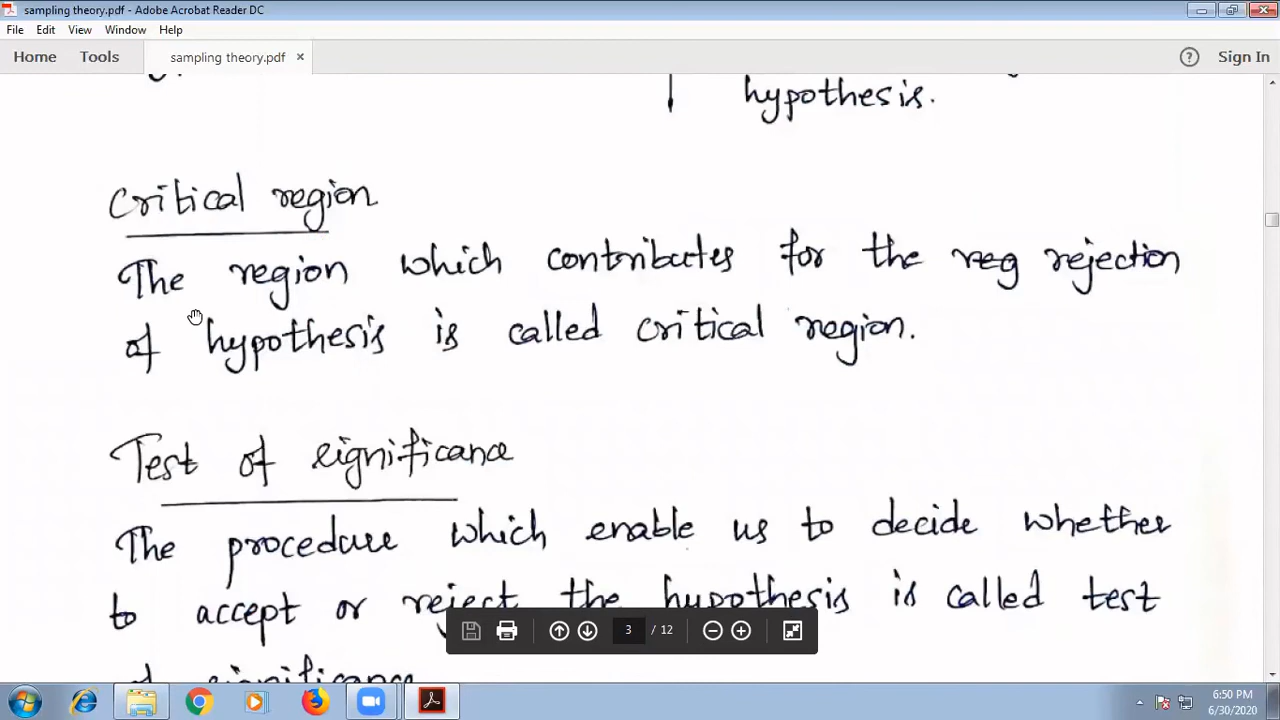 sampling theory.pdf - Adobe Acrobat Reader DC
File Edit View Window Help
Home Tools sampling theory.pdf × ? Sign In
hypothesis.
Critical region
The region which contributes for the reg rejection
of hypothesis is called critical region.
Test of significance
The procedure which enable us to decide whether
to accept or reject the hypothesis is called test
of significance
3 / 12
6:50 PM
6/30/2020